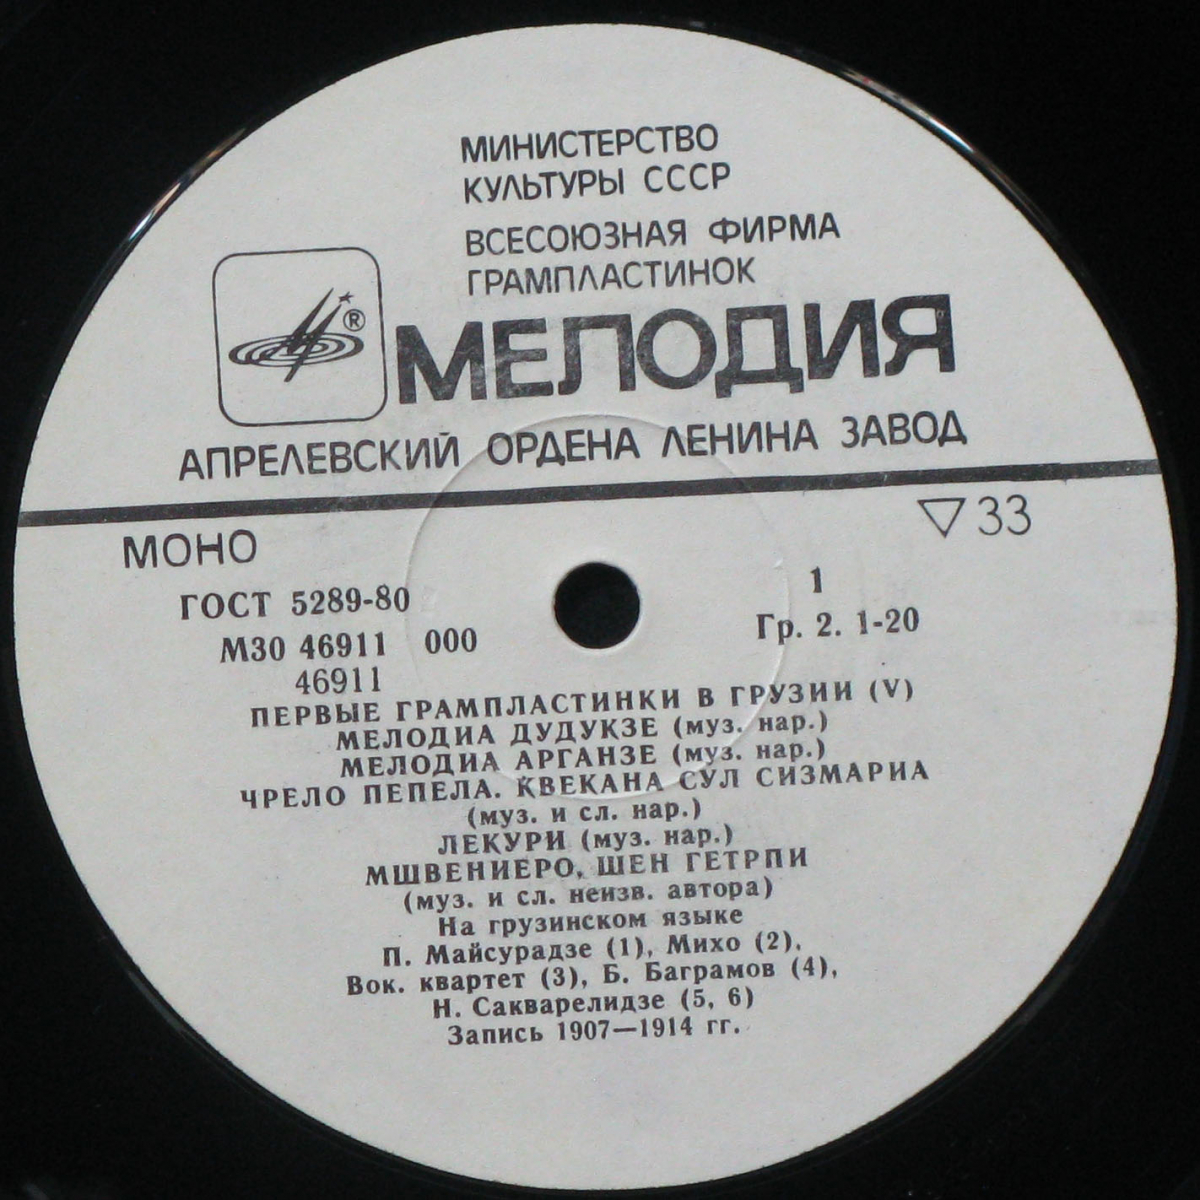 МИНИСТЕРСТВО
КУЛЬТУРЫ СССР
ВСЕСОЮЗНАЯ ФИРМА
ГРАМПЛАСТИНОК
®
МЕЛОДИЯ
АПРЕЛЕВСКИЙ ОРДЕНА ЛЕНИНА ЗАВОД
МОНО
▽33
ГОСТ 5289-80
1
М30 46911 000
Гр. 2. 1-20
46911
ПЕРВЫЕ ГРАМПЛАСТИНКИ В ГРУЗИИ (V)
МЕЛОДИА ДУДУКЗЕ (муз. нар.)
МЕЛОДИА АРГАНЗЕ (муз. нар.)
ЧРЕЛО ПЕПЕЛА. КВЕКАНА СУЛ СИЗМАРИА
(муз. и сл. нар.)
ЛЕКУРИ (муз. нар.)
МШВЕНИЕРО, ШЕН ГЕТРПИ
(муз. и сл. неизв. автора)
На грузинском языке
П. Майсурадзе (1), Михо (2),
Вок. квартет (3), Б. Баграмов (4),
Н. Сакварелидзе (5, 6)
Запись 1907—1914 гг.